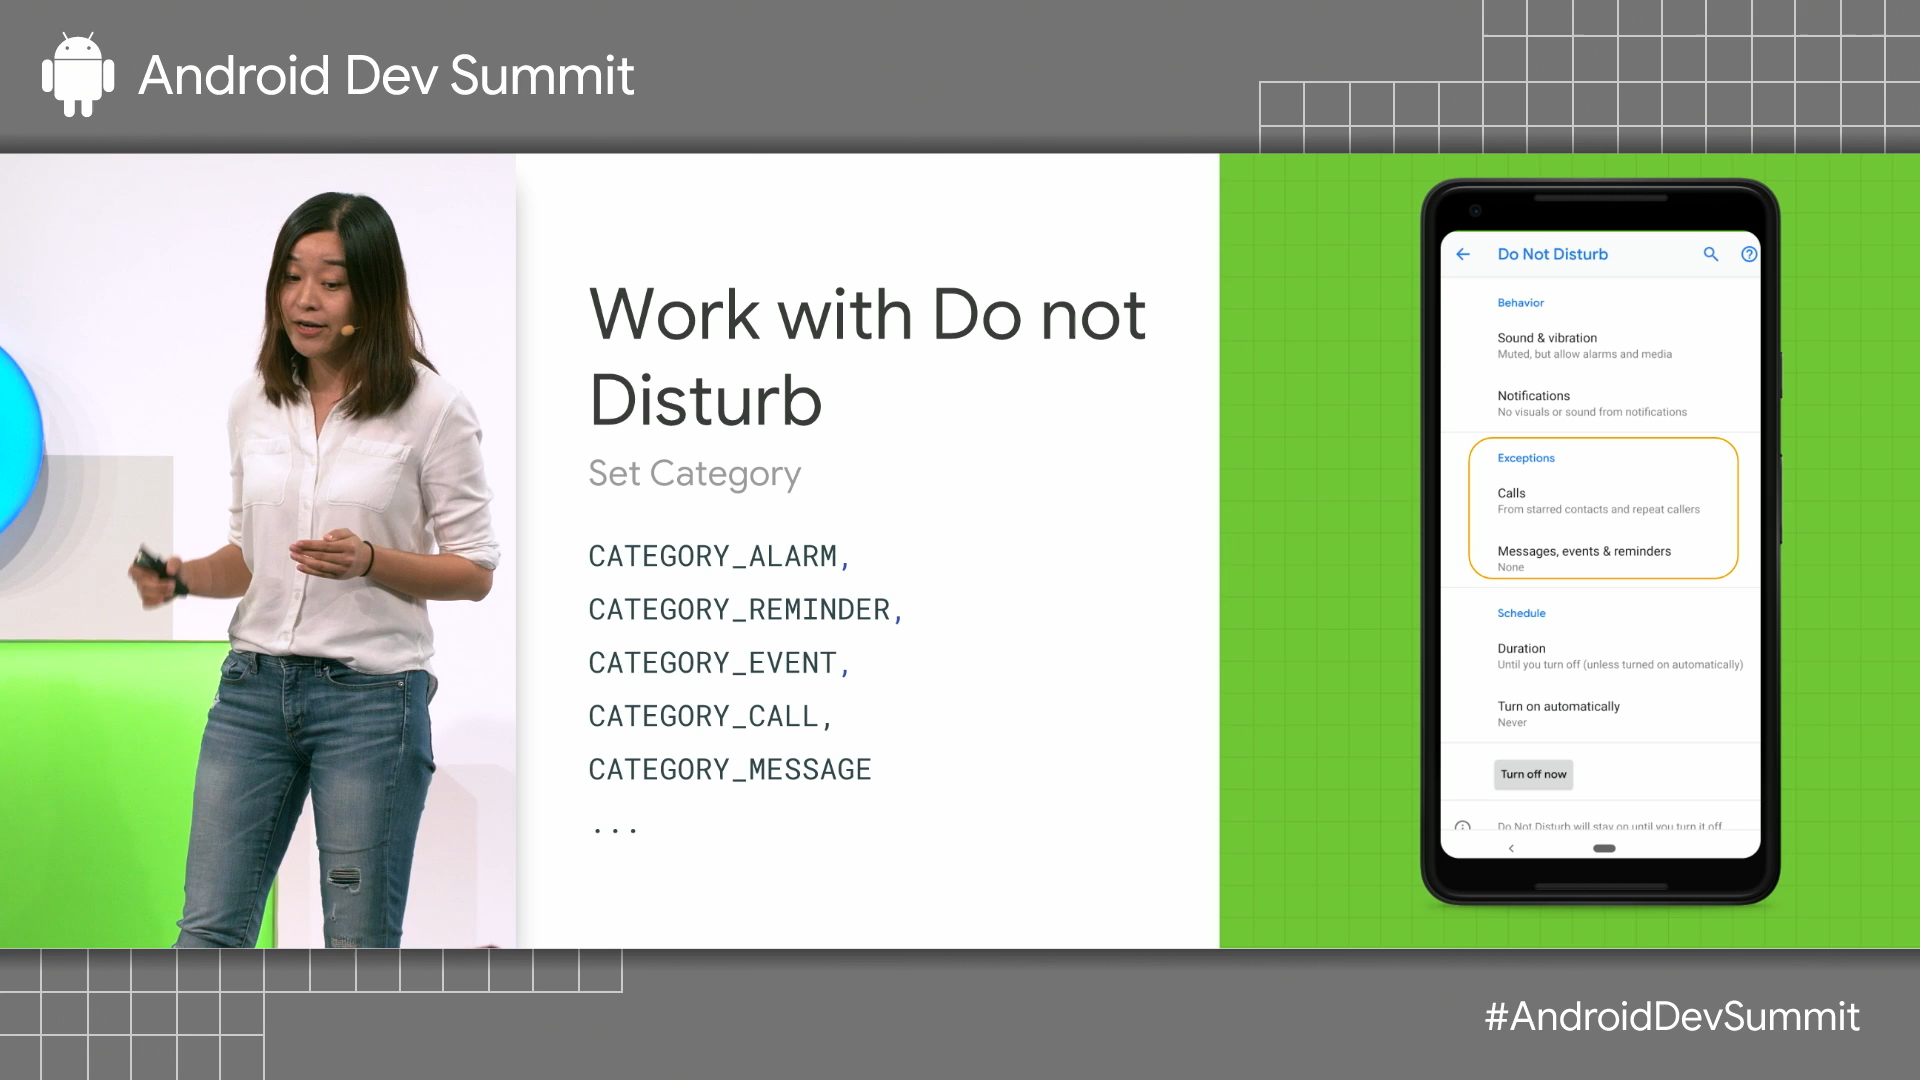 Android Dev Summit
Work with Do not
Disturb
Set Category
CATEGORY_ALARM,
CATEGORY_REMINDER,
CATEGORY_EVENT,
CATEGORY_CALL,
CATEGORY_MESSAGE
...
Do Not Disturb
Behavior
Sound & vibration
Muted, but allow alarms and media
Notifications
No visuals or sound from notifications
Exceptions
Calls
From starred contacts and repeat callers
Messages, events & reminders
None
Schedule
Duration
Until you turn off (unless turned on automatically)
Turn on automatically
Never
Turn off now
Do Not Disturb will stay on until you turn it off
#AndroidDevSummit